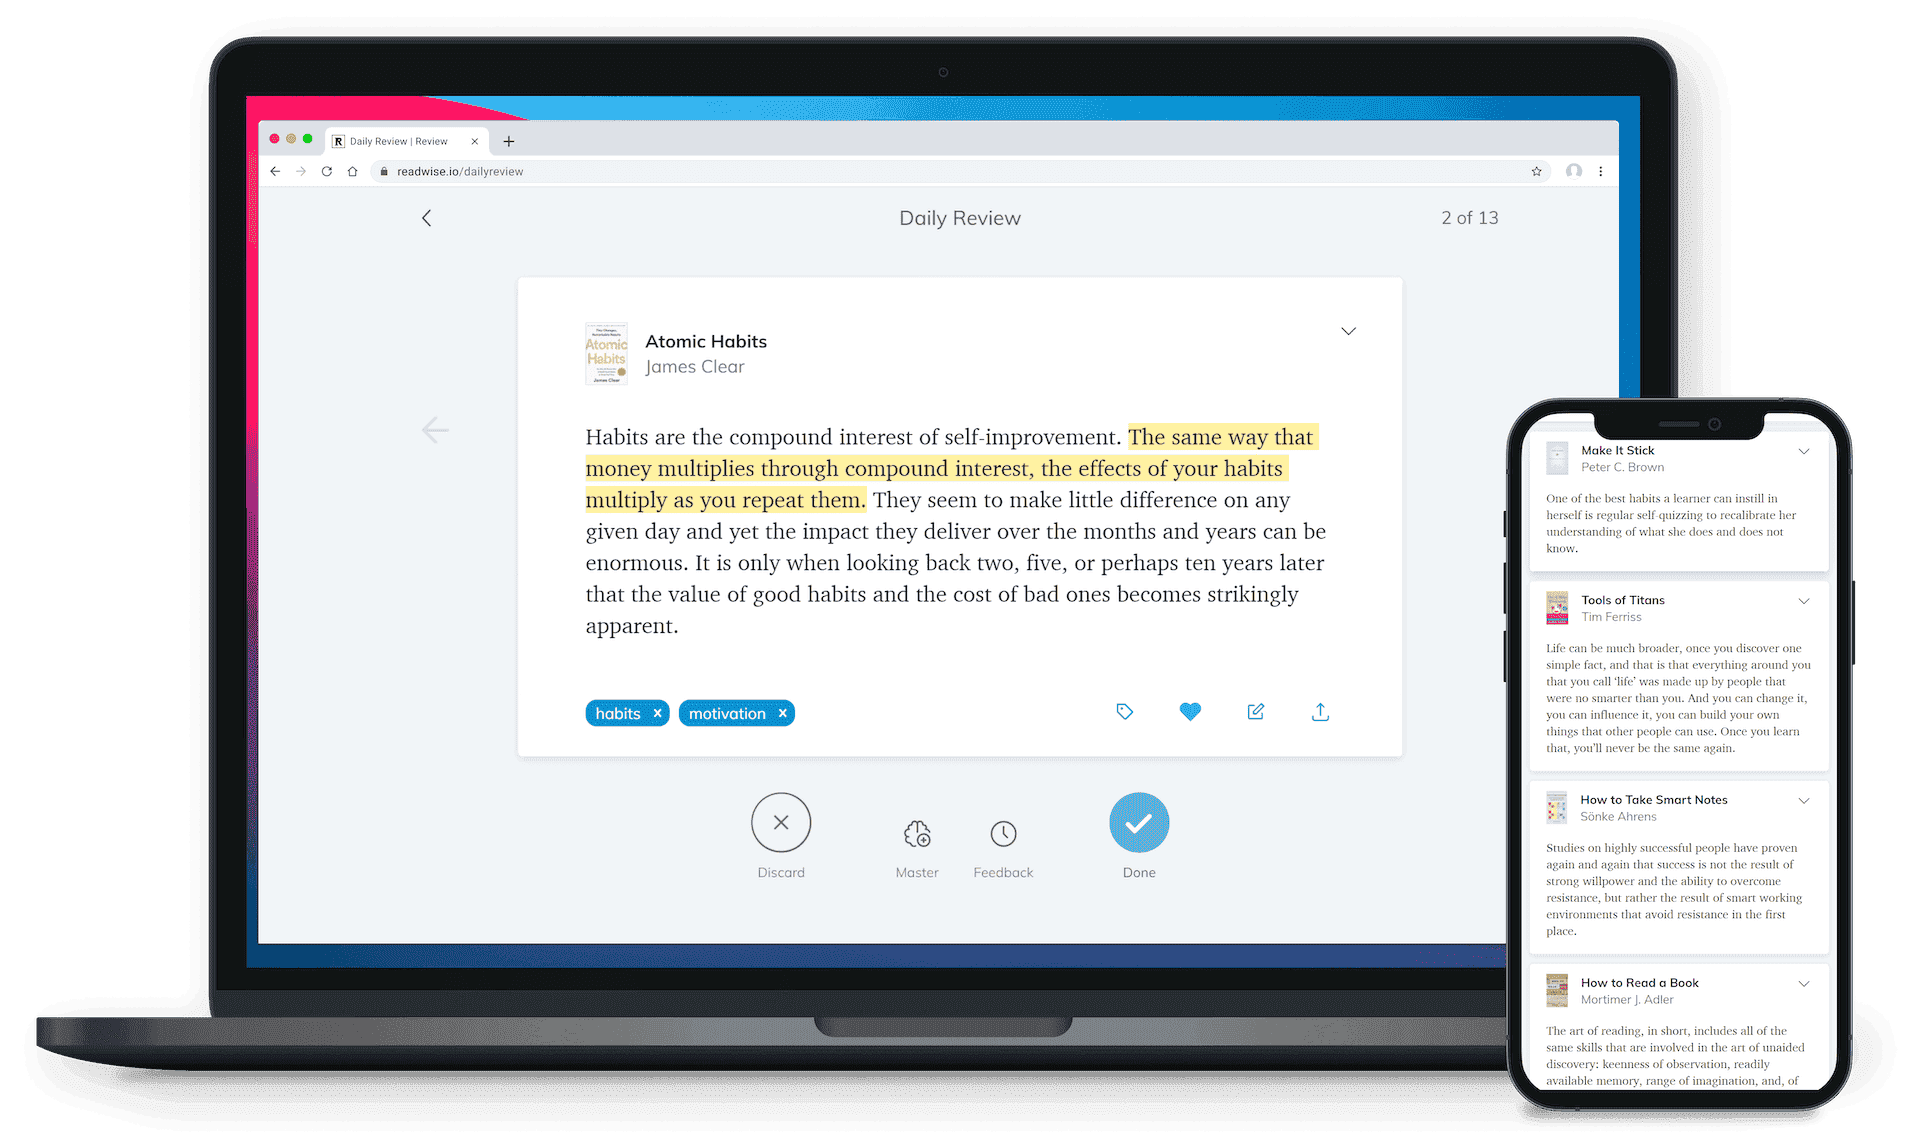 R Daily Review | Review
readwise.io/dailyreview
Daily Review
2 of 13
Atomic
Habits
James Clear
Atomic Habits
James Clear
Habits are the compound interest of self-improvement. The same way that
money multiplies through compound interest, the effects of your habits
multiply as you repeat them. They seem to make little difference on any
given day and yet the impact they deliver over the months and years can be
enormous. It is only when looking back two, five, or perhaps ten years later
that the value of good habits and the cost of bad ones becomes strikingly
apparent.
habits x motivation x
Discard
Master
Feedback
Done
Make It Stick
Peter C. Brown
One of the best habits a learner can instill in
herself is regular self-quizzing to recalibrate her
understanding of what she does and does not
know.
Tools of Titans
Tim Ferriss
Life can be much broader, once you discover one
simple fact, and that is that everything around you
that you call ‘life’ was made up by people that
were no smarter than you. And you can change it,
you can influence it, you can build your own
things that other people can use. Once you learn
that, you’ll never be the same again.
How to Take Smart Notes
Sönke Ahrens
Studies on highly successful people have proven
again and again that success is not the result of
strong willpower and the ability to overcome
resistance, but rather the result of smart working
environments that avoid resistance in the first
place.
How to Read a Book
Mortimer J. Adler
The art of reading, in short, includes all of the
same skills that are involved in the art of unaided
discovery: keenness of observation, readily
available memory, range of imagination, and, of